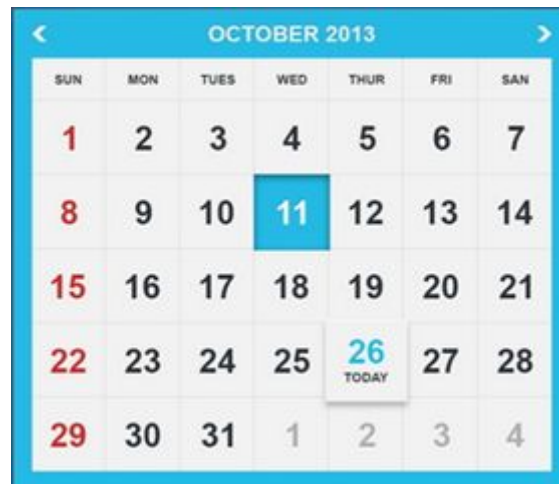 OCTOBER 2013
SUN MON TUES WED THUR FRI SAN
1 2 3 4 5 6 7
8 9 10 11 12 13 14
15 16 17 18 19 20 21
22 23 24 25 26 27 28
TODAY
29 30 31 1 2 3 4